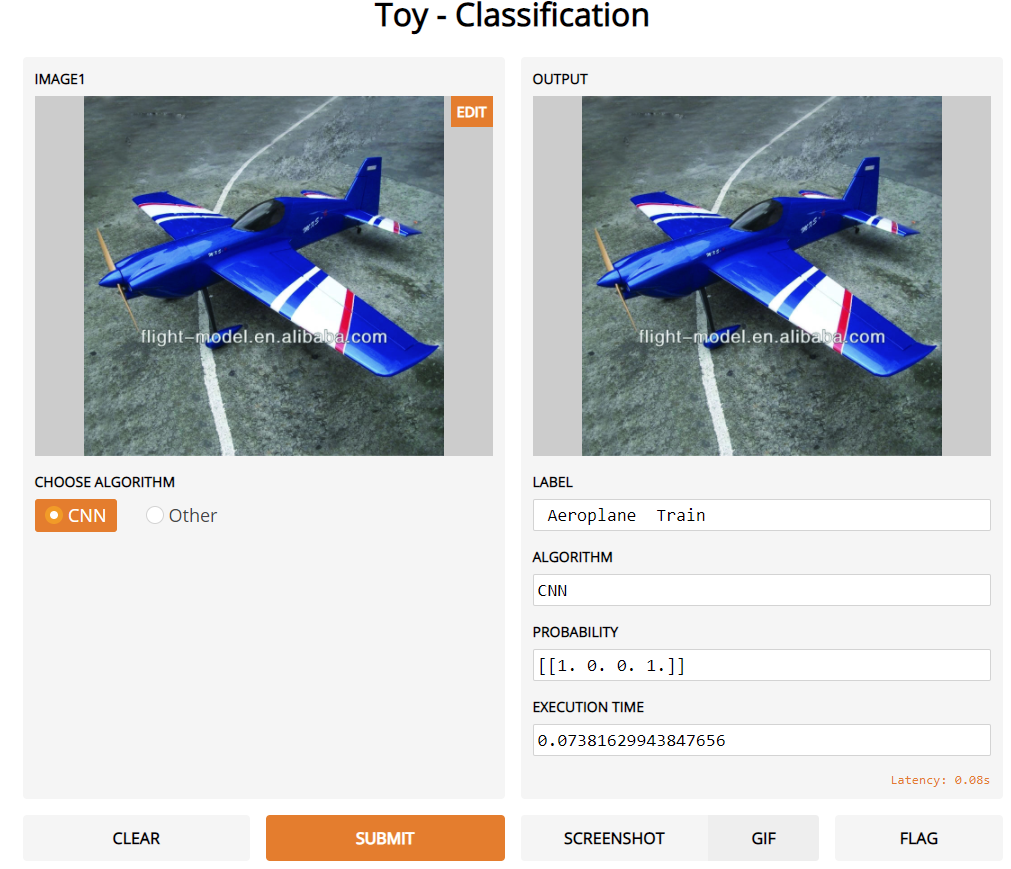 Toy - Classification
IMAGE1
EDIT
flight-model.en.alibaba.com
CHOOSE ALGORITHM
CNN
Other
CLEAR
SUBMIT
OUTPUT
flight-model.en.alibaba.com
LABEL
Aeroplane  Train
ALGORITHM
CNN
PROBABILITY
[[1. 0. 0. 1.]]
EXECUTION TIME
0.07381629943847656
Latency: 0.08s
SCREENSHOT
GIF
FLAG